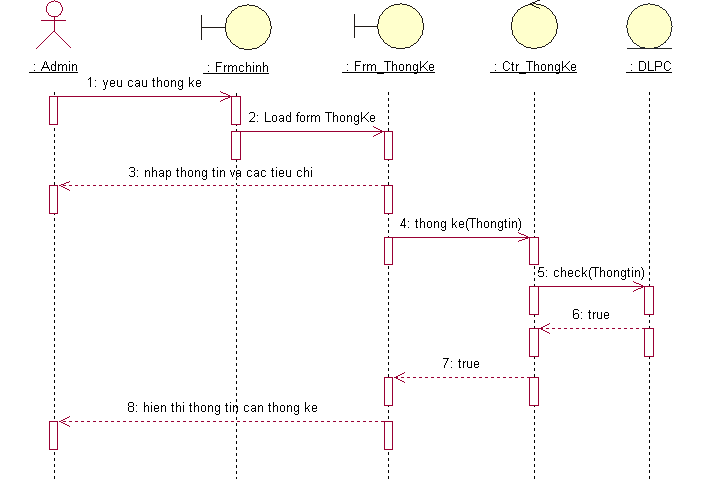 : Admin
: Frmchinh
: Frm_ThongKe
: Ctr_ThongKe
: DLPC
1: yeu cau thong ke
2: Load form ThongKe
3: nhap thong tin va cac tieu chi
4: thong ke(Thongtin)
5: check(Thongtin)
6: true
7: true
8: hien thi thong tin can thong ke